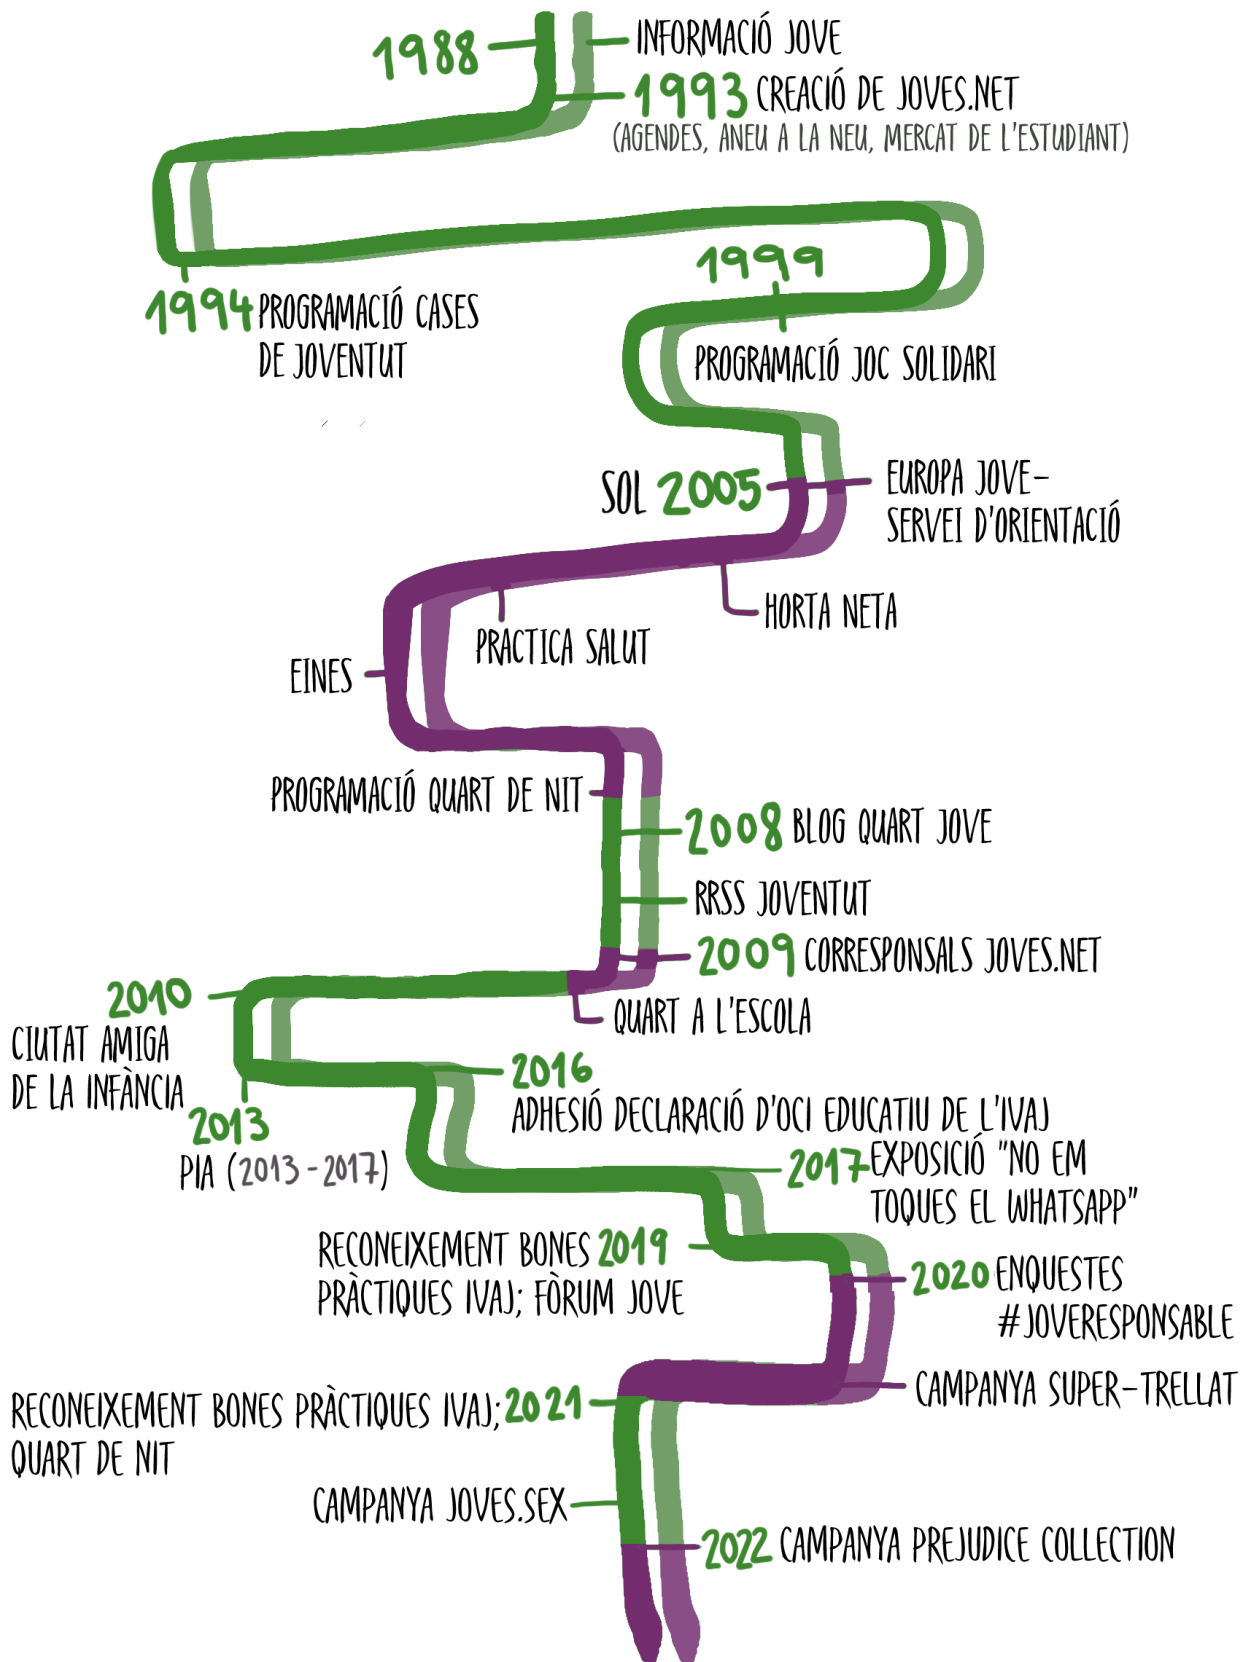 1988 INFORMACIÓ JOVE
1993 CREACIÓ DE JOVES.NET
(AGENDES, ANEU A LA NEU, MERCAT DE L'ESTUDIANT)
1994 PROGRAMACIÓ CASES
DE JOVENTUT
1999
PROGRAMACIÓ JOC SOLIDARI
SOL 2005
EUROPA JOVE-
SERVEI D'ORIENTACIÓ
HORTA NETA
PRACTICA SALUT
EINES
PROGRAMACIÓ QUART DE NIT
2008 BLOG QUART JOVE
RRSS JOVENTUT
2009 CORRESPONSALS JOVES.NET
QUART A L'ESCOLA
2010
CIUTAT AMIGA
DE LA INFÀNCIA
2013
PIA (2013-2017)
2016
ADHESIÓ DECLARACIÓ D'OCI EDUCATIU DE L'IVAJ
2017 EXPOSICIÓ "NO EM
TOQUES EL WHATSAPP"
RECONEIXEMENT BONES 2019
PRÀCTIQUES IVAJ; FÒRUM JOVE
2020 ENQUESTES
#JOVERESPONSABLE
CAMPANYA SUPER-TRELLAT
RECONEIXEMENT BONES PRÀCTIQUES IVAJ; 2021
QUART DE NIT
CAMPANYA JOVES.SEX
2022 CAMPANYA PREJUDICE COLLECTION